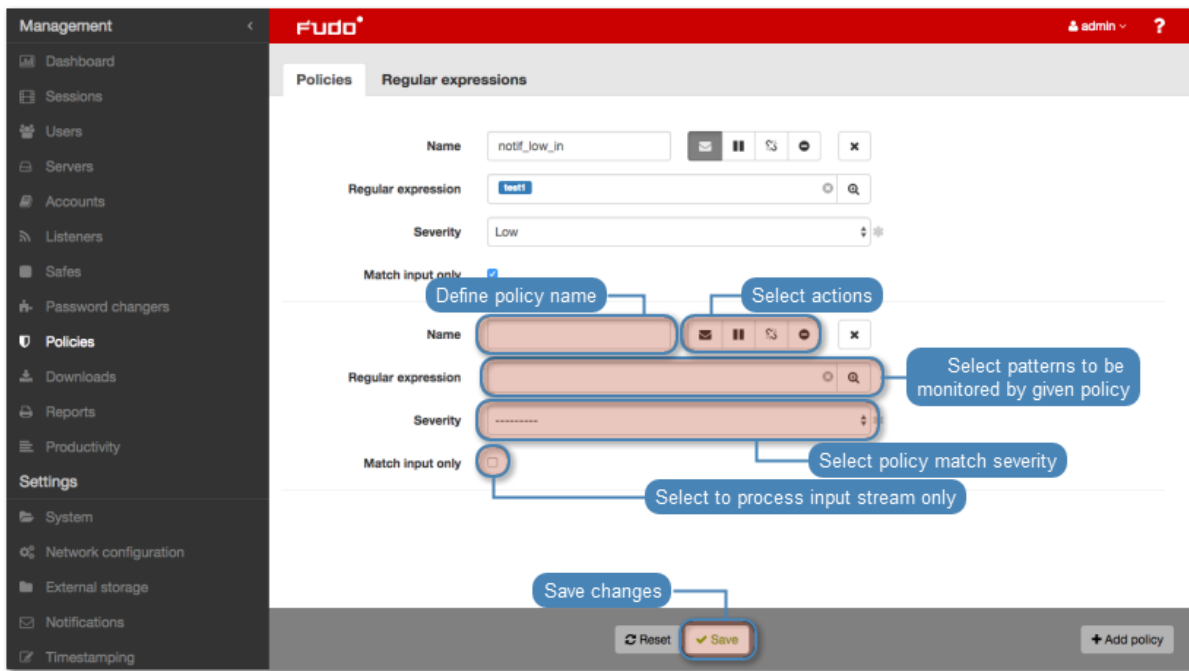 Management
FUDO
admin
?
Dashboard
Policies
Regular expressions
Sessions
Users
Name
notif_low_in
Servers
Regular expression
test1
Accounts
Listeners
Severity
Low
Safes
Match input only
Password changers
Define policy name
Select actions
Policies
Name
Downloads
Regular expression
Select patterns to be
monitored by given policy
Reports
Severity
---------
Productivity
Match input only
Select policy match severity
Settings
Select to process input stream only
System
Network configuration
External storage
Save changes
Notifications
Reset
Save
Add policy
Timestamping